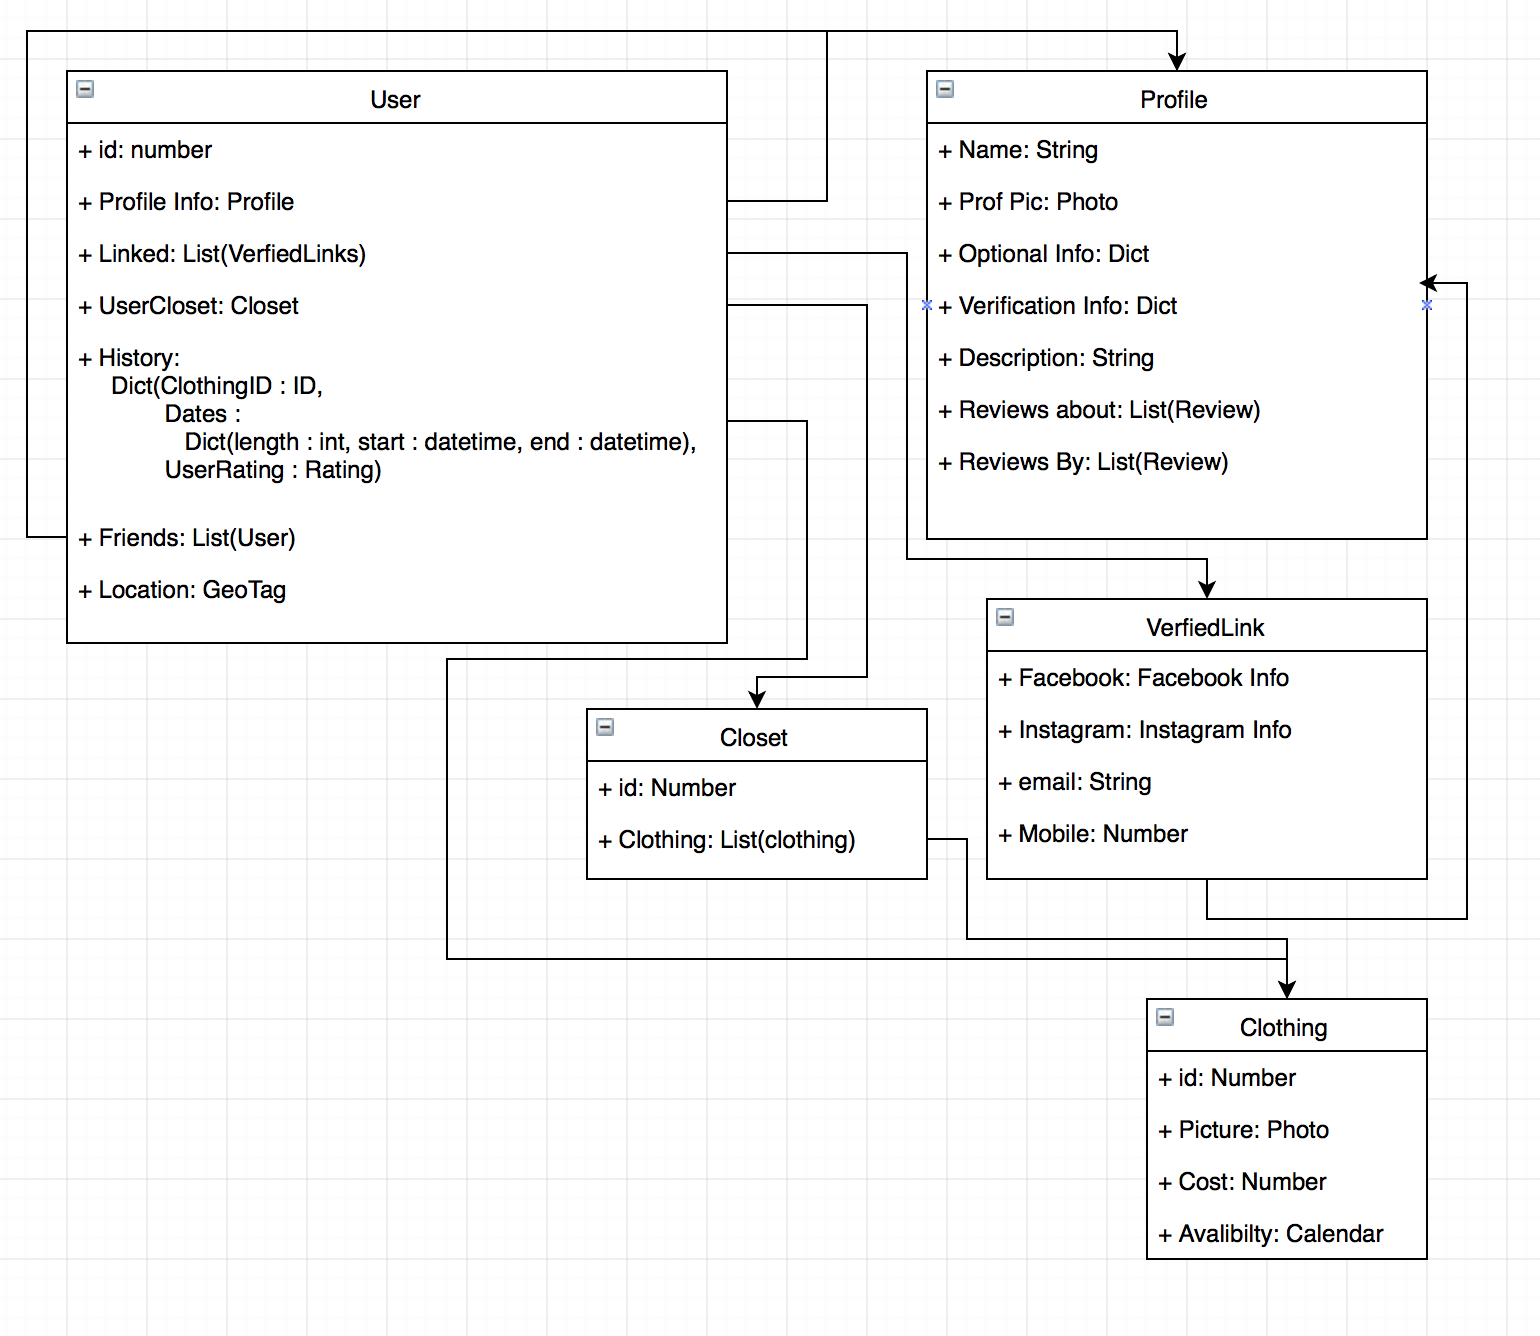 User
+ id: number
+ Profile Info: Profile
+ Linked: List(VerfiedLinks)
+ UserCloset: Closet
+ History:
Dict(ClothingID : ID,
Dates :
Dict(length : int, start : datetime, end : datetime),
UserRating : Rating)
+ Friends: List(User)
+ Location: GeoTag
Profile
+ Name: String
+ Prof Pic: Photo
+ Optional Info: Dict
+ Verification Info: Dict
+ Description: String
+ Reviews about: List(Review)
+ Reviews By: List(Review)
VerfiedLink
+ Facebook: Facebook Info
+ Instagram: Instagram Info
+ email: String
+ Mobile: Number
Closet
+ id: Number
+ Clothing: List(clothing)
Clothing
+ id: Number
+ Picture: Photo
+ Cost: Number
+ Avalibilty: Calendar